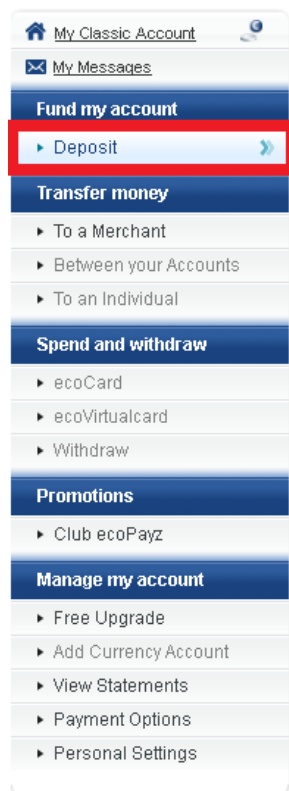 My Classic Account
My Messages
Fund my account
Deposit
Transfer money
To a Merchant
Between your Accounts
To an Individual
Spend and withdraw
ecoCard
ecoVirtualcard
Withdraw
Promotions
Club ecoPayz
Manage my account
Free Upgrade
Add Currency Account
View Statements
Payment Options
Personal Settings